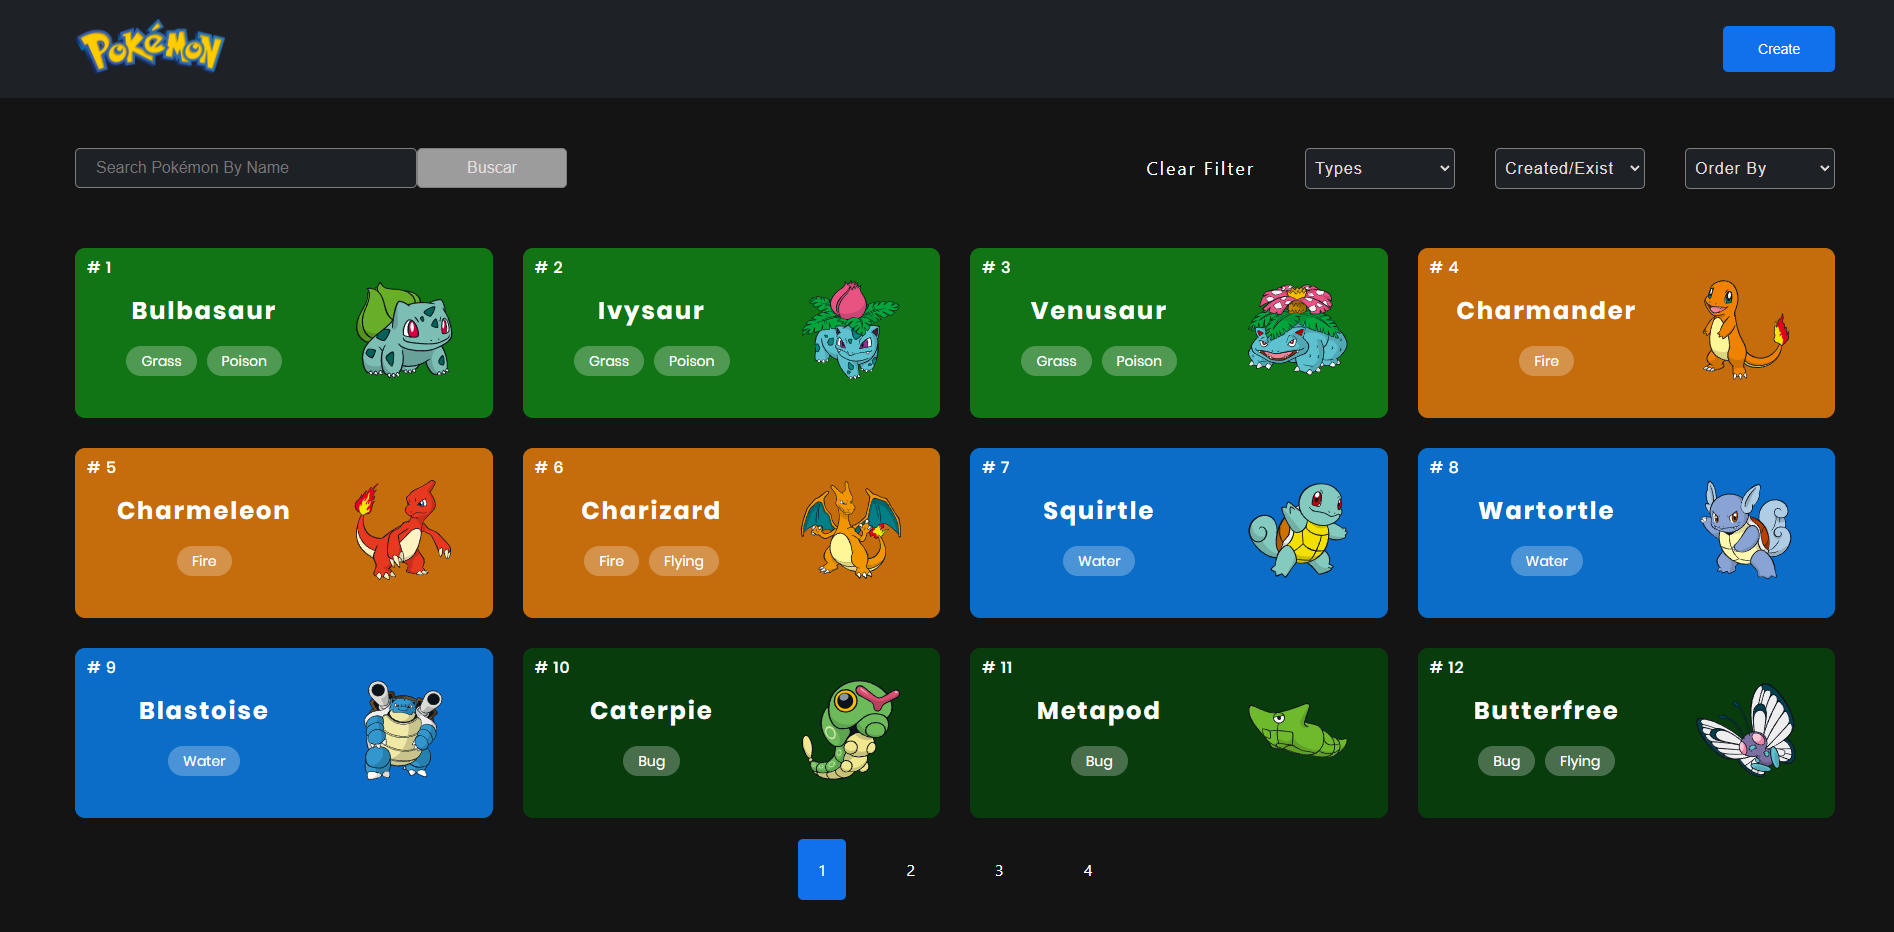 POKéMON
Create
Search Pokémon By Name
Buscar
Clear Filter
Types
Created/Exist
Order By
# 1
Bulbasaur
Grass Poison
# 2
Ivysaur
Grass Poison
# 3
Venusaur
Grass Poison
# 4
Charmander
Fire
# 5
Charmeleon
Fire
# 6
Charizard
Fire Flying
# 7
Squirtle
Water
# 8
Wartortle
Water
# 9
Blastoise
Water
# 10
Caterpie
Bug
# 11
Metapod
Bug
# 12
Butterfree
Bug Flying
1 2 3 4